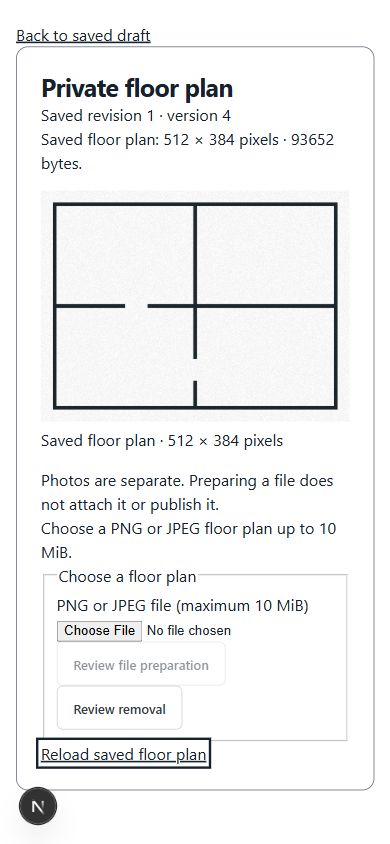 Back to saved draft
Private floor plan
Saved revision 1 · version 4
Saved floor plan: 512 × 384 pixels · 93652
bytes.
Saved floor plan · 512 × 384 pixels
Photos are separate. Preparing a file does
not attach it or publish it.
Choose a PNG or JPEG floor plan up to 10
MiB.
Choose a floor plan
PNG or JPEG file (maximum 10 MiB)
Choose File No file chosen
Review file preparation
Review removal
Reload saved floor plan
N